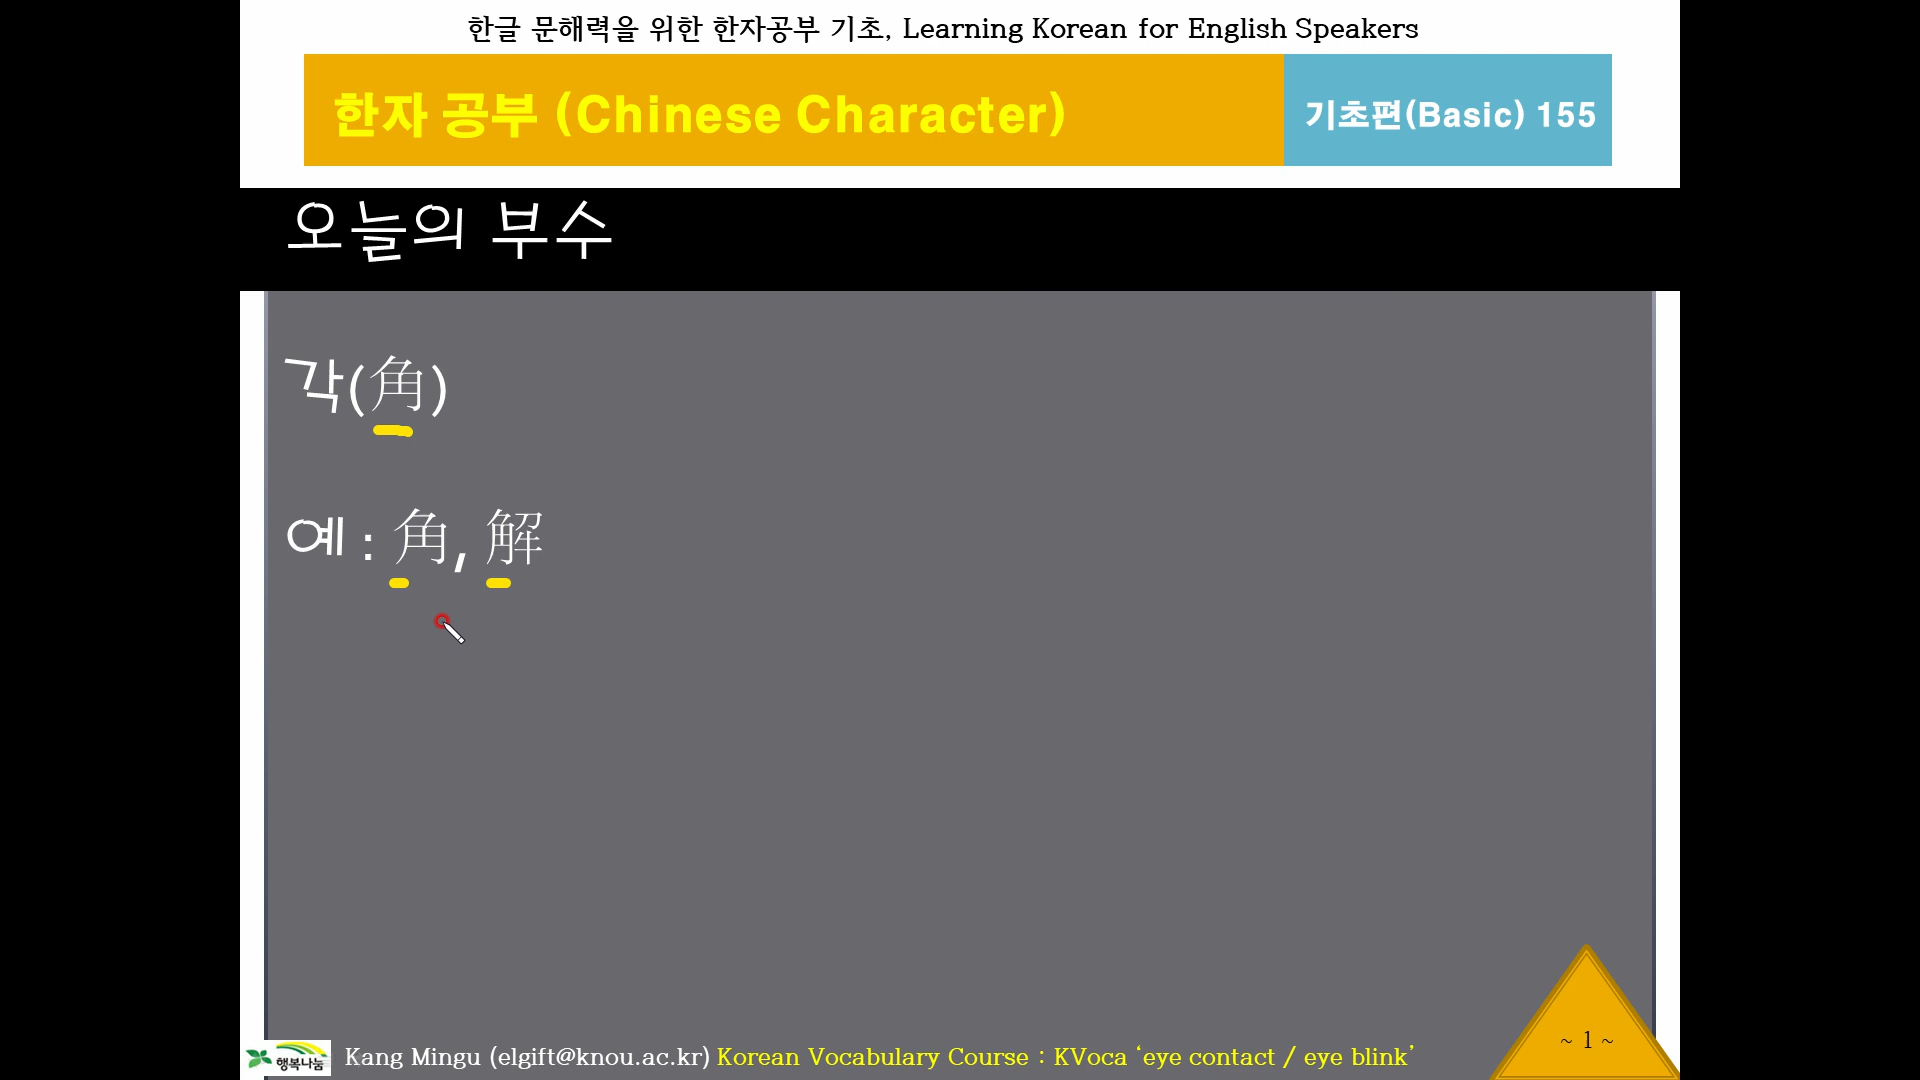 한글 문해력을 위한 한자공부 기초, Learning Korean for English Speakers
한자 공부 (Chinese Character)
기초편(Basic) 155
오늘의 부수
각(角)
예: 角, 解
~ 1 ~
행복나눔
Kang Mingu (elgift@knou.ac.kr) Korean Vocabulary Course : KVoca ‘eye contact / eye blink’